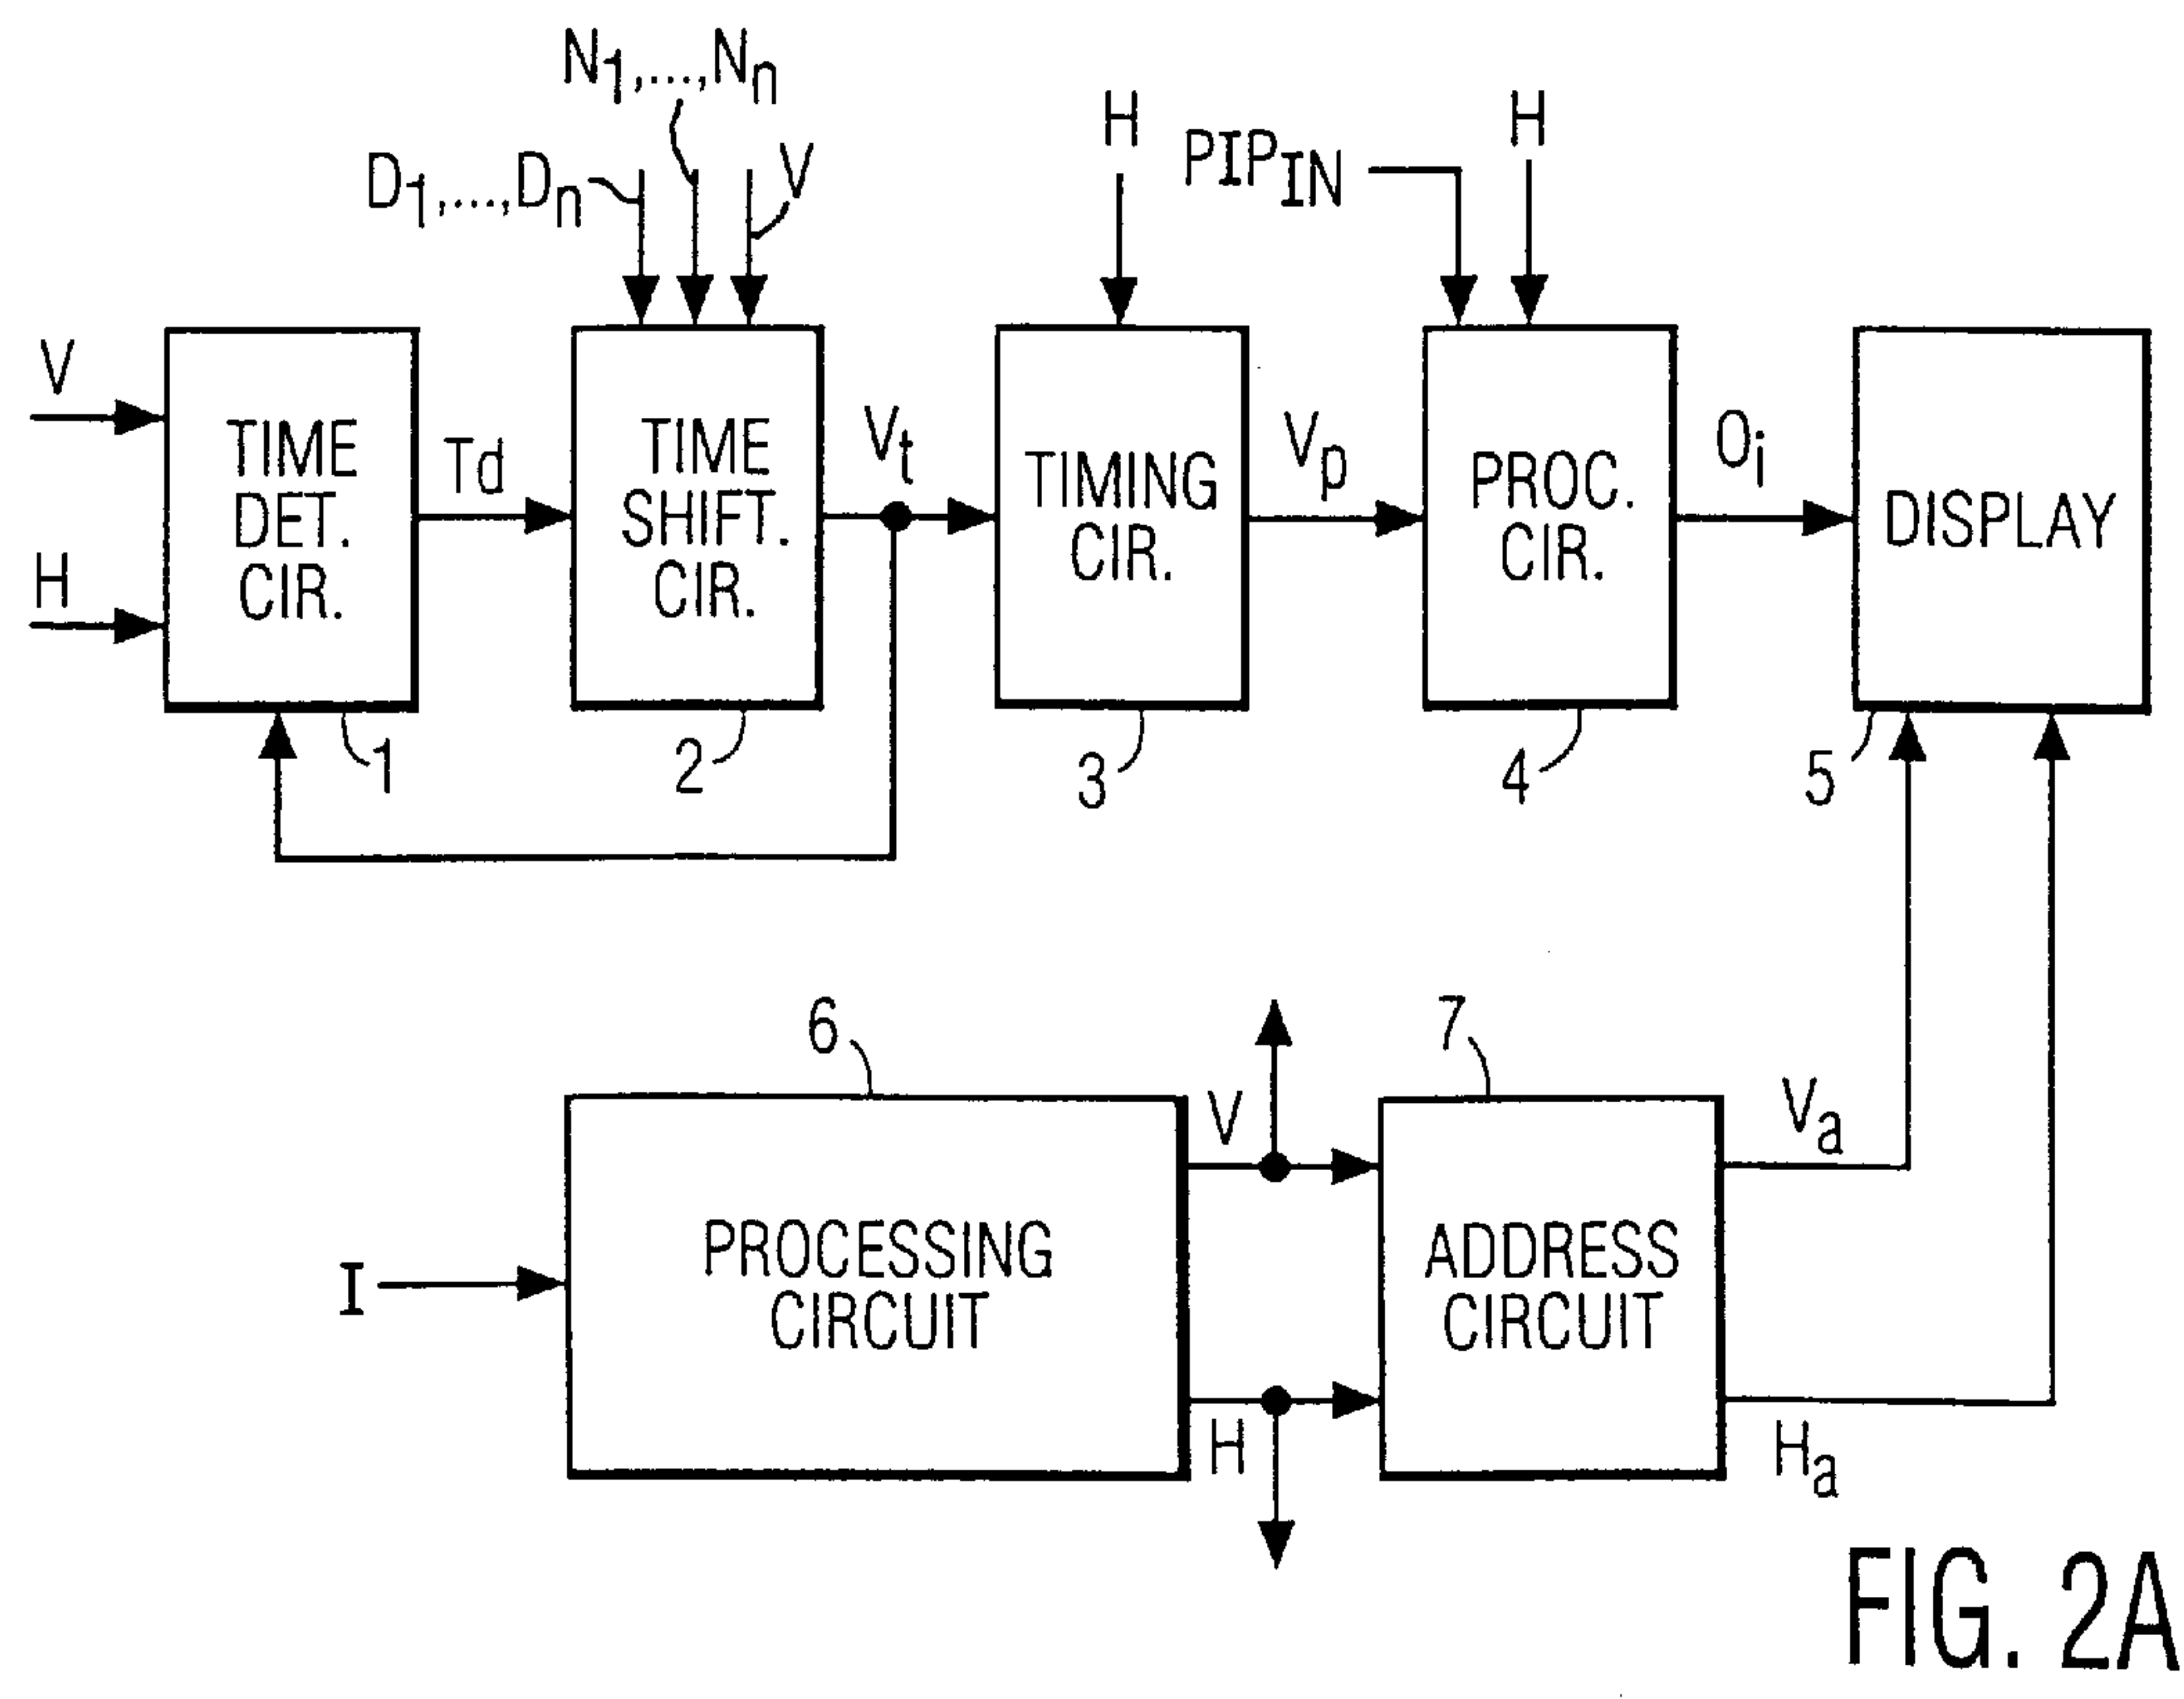 N1,...,Nn
D1,...,Dn
V
H
PIPIN
H
V
H
TIME
DET.
CIR.
Td
TIME
SHIFT.
CIR.
Vt
TIMING
CIR.
Vp
PROC.
CIR.
Oi
DISPLAY
1
2
3
4
5
6
7
I
PROCESSING
CIRCUIT
V
H
ADDRESS
CIRCUIT
Va
Ha
FIG. 2A